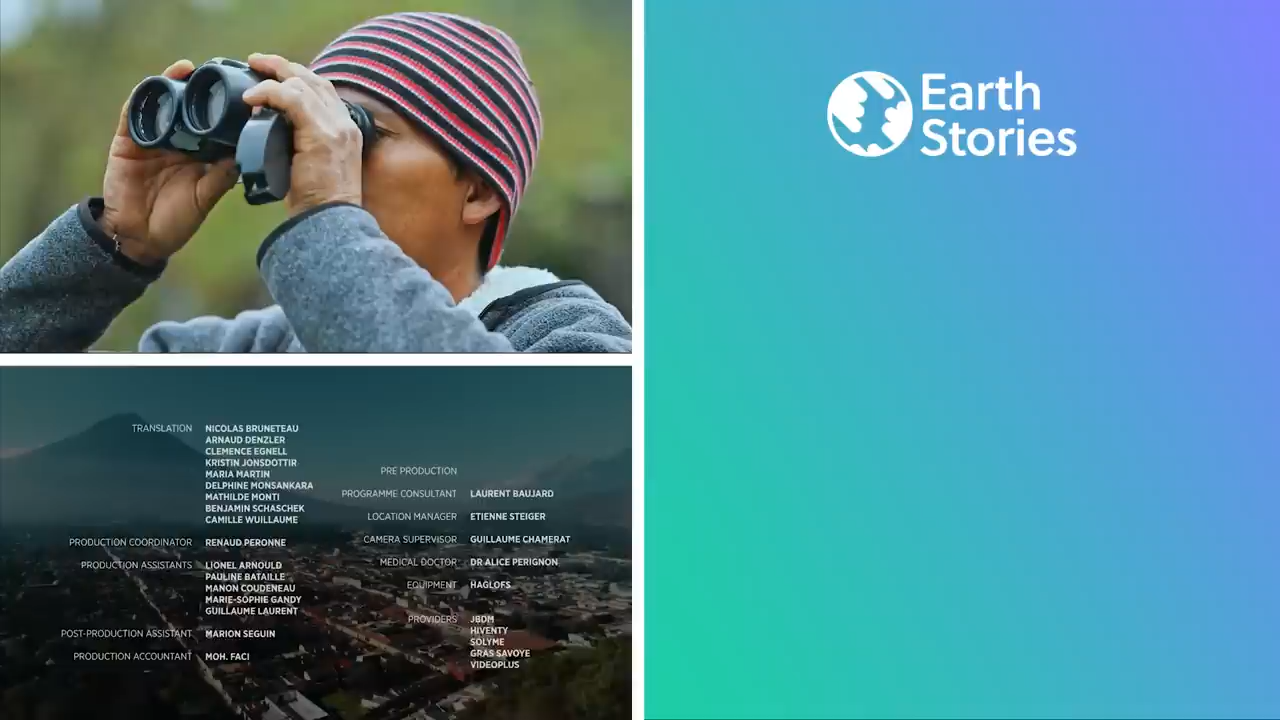 Earth
Stories
TRANSLATION NICOLAS BRUNETEAU
ARNAUD DENZLER
CLEMENCE EGNELL
KRISTIN JONSDOTTIR
MARIA MARTIN
DELPHINE MONSANKARA
MATHILDE MONTI
BENJAMIN SCHASCHEK
CAMILLE WUILLAUME
PRODUCTION COORDINATOR RENAUD PERONNE
PRODUCTION ASSISTANTS LIONEL ARNOULD
PAULINE BATAILLE
MANON COUDENEAU
MARIE-SOPHIE GANDY
GUILLAUME LAURENT
POST-PRODUCTION ASSISTANT MARION SEGUIN
PRODUCTION ACCOUNTANT MOH. FACI
PRE PRODUCTION
PROGRAMME CONSULTANT LAURENT BAUJARD
LOCATION MANAGER ETIENNE STEIGER
CAMERA SUPERVISOR GUILLAUME CHAMERAT
MEDICAL DOCTOR DR ALICE PERIGNON
EQUIPMENT HAGLOFS
PROVIDERS JBDM
HIVENTY
SOLYME
GRAS SAVOYE
VIDEOPLUS